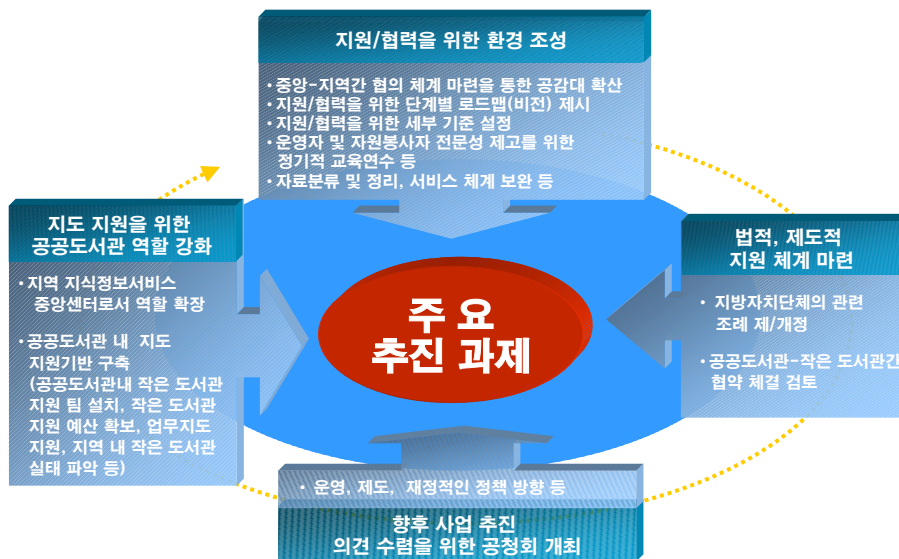 지원/협력을 위한 환경 조성
·중앙-지역간 협의 체계 마련을 통한 공감대 확산
·지원/협력을 위한 단계별 로드맵(비전) 제시
·지원/협력을 위한 세부 기준 설정
·운영자 및 자원봉사자 전문성 제고를 위한
정기적 교육연수 등
·자료분류 및 정리, 서비스 체계 보완 등
지도 지원을 위한
공공도서관 역할 강화
·지역 지식정보서비스
중앙센터로서 역할 확장
·공공도서관 내 지도
지원기반 구축
(공공도서관내 작은 도서관
지원 팀 설치, 작은 도서관
지원 예산 확보, 업무지도
지원, 지역 내 작은 도서관
실태 파악 등)
주 요
추진 과제
법적, 제도적
지원 체계 마련
· 지방자치단체의 관련
조례 제/개정
·공공도서관-작은 도서관간
협약 체결 검토
· 운영, 제도, 재정적인 정책 방향 등
향후 사업 추진
의견 수렴을 위한 공청회 개최